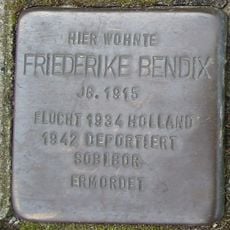 HIER WOHNTE
FRIEDERIKE BENDIX
JG. 1915
FLUCHT 1934 HOLLAND
1942 DEPORTIERT
SOBIBOR
ERMORDET